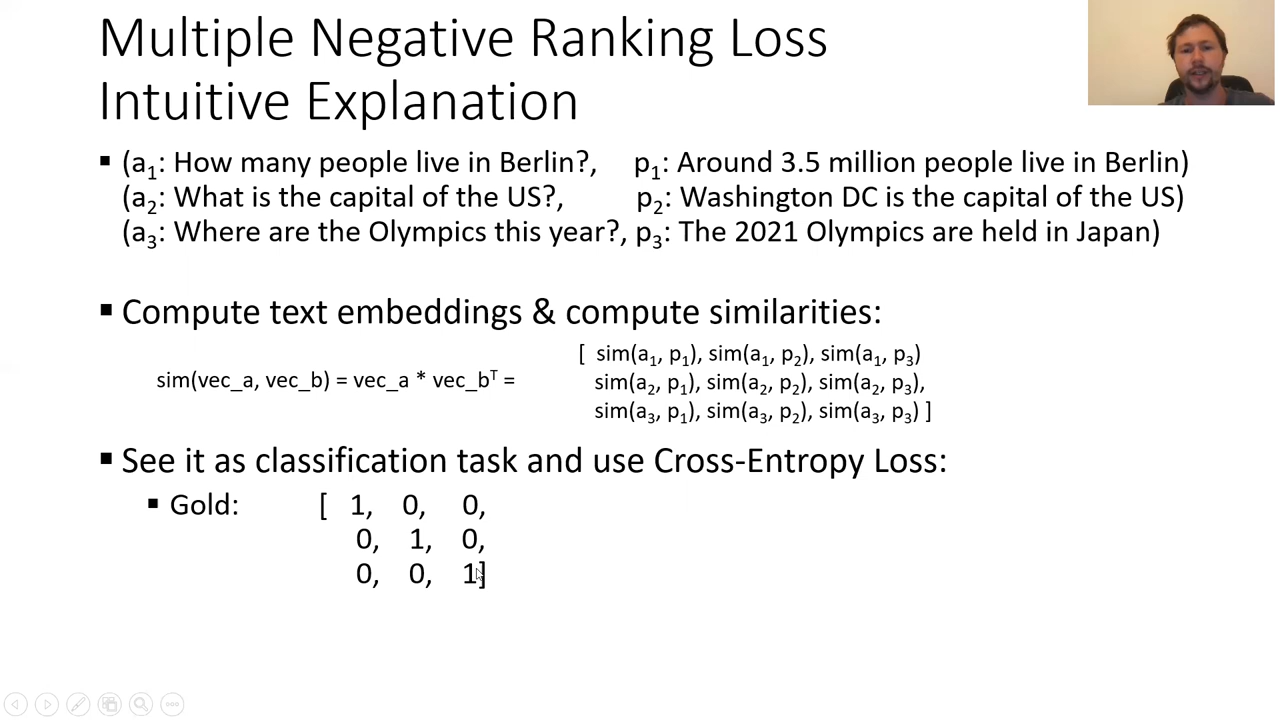 Multiple Negative Ranking Loss
Intuitive Explanation
▪ (a₁: How many people live in Berlin?, p₁: Around 3.5 million people live in Berlin)
(a₂: What is the capital of the US?, p₂: Washington DC is the capital of the US)
(a₃: Where are the Olympics this year?, p₃: The 2021 Olympics are held in Japan)
▪ Compute text embeddings & compute similarities:
sim(vec_a, vec_b) = vec_a * vec_bᵀ =
[ sim(a₁, p₁), sim(a₁, p₂), sim(a₁, p₃)
sim(a₂, p₁), sim(a₂, p₂), sim(a₂, p₃),
sim(a₃, p₁), sim(a₃, p₂), sim(a₃, p₃) ]
▪ See it as classification task and use Cross-Entropy Loss:
▪ Gold: [ 1, 0, 0,
0, 1, 0,
0, 0, 1]